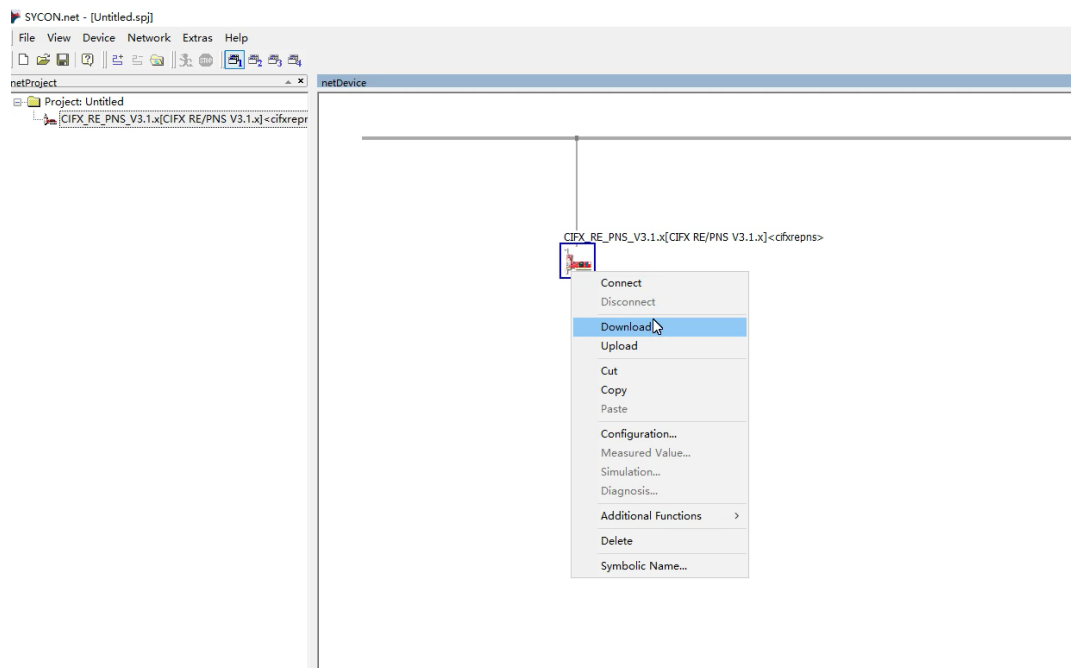 SYCON.net - [Untitled.spj]
File View Device Network Extras Help
netProject
netDevice
Project: Untitled
CIFX_RE_PNS_V3.1.x[CIFX RE/PNS V3.1.x]<cifxrepr
CIFX_RE_PNS_V3.1.x[CIFX RE/PNS V3.1.x]<cifxrepns>
Connect
Disconnect
Download
Upload
Cut
Copy
Paste
Configuration...
Measured Value...
Simulation...
Diagnosis...
Additional Functions
Delete
Symbolic Name...